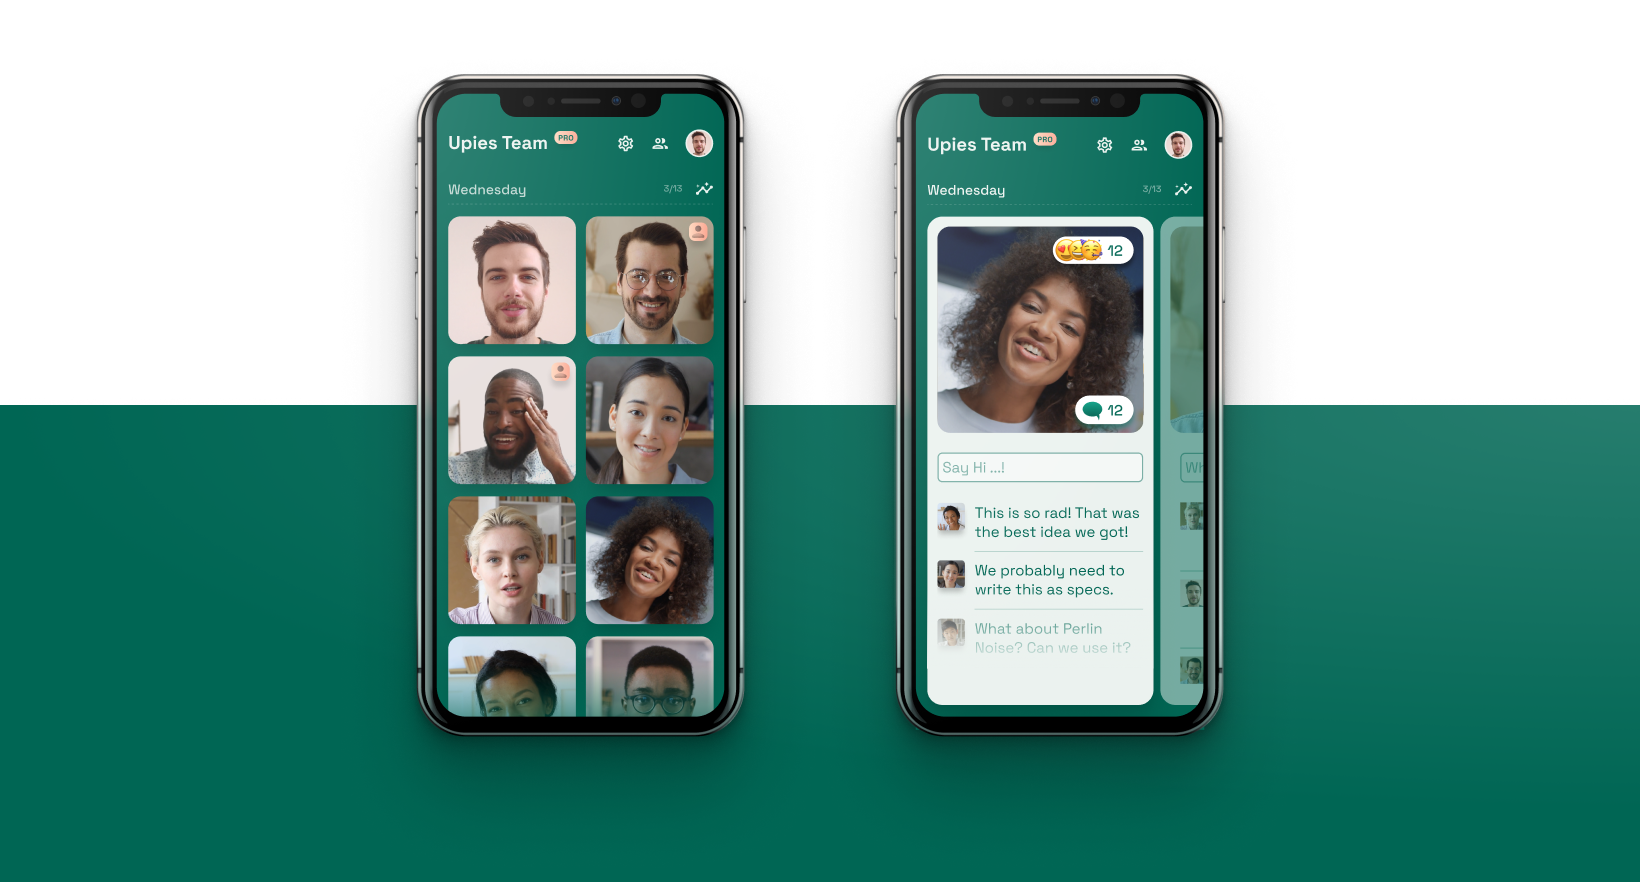 Upies Team PRO
Wednesday 3/13
Upies Team PRO
Wednesday 3/13
12
12
Say Hi ...!
Wh
This is so rad! That was
the best idea we got!
We probably need to
write this as specs.
What about Perlin
Noise? Can we use it?